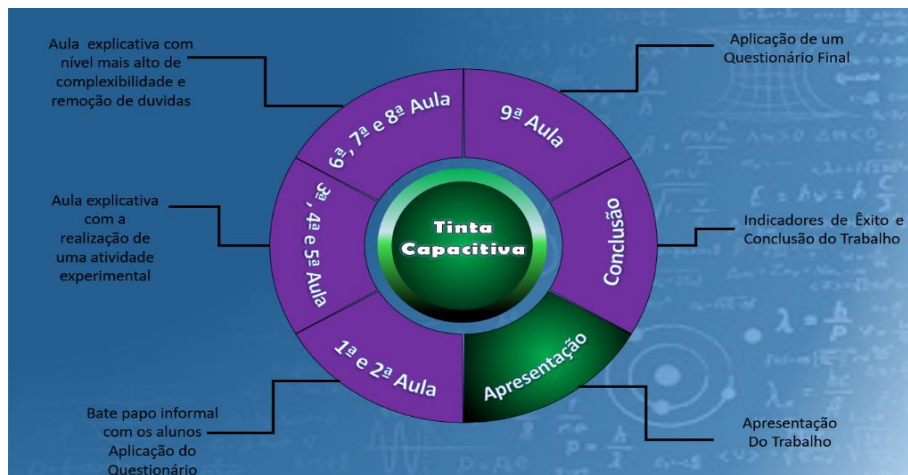 Aula explicativa com
nível mais alto de
complexibilidade e
remoção de duvidas
Aplicação de um
Questionário Final
6ª, 7ª e 8ª Aula
9ª Aula
Aula explicativa
com a
realização de
uma atividade
experimental
3ª, 4ª e 5ª Aula
Tinta
Capacitiva
Conclusão
Indicadores de Êxito e
Conclusão do Trabalho
1ª e 2ª Aula
Apresentação
Bate papo informal
com os alunos
Aplicação do
Questionário
Apresentação
Do Trabalho